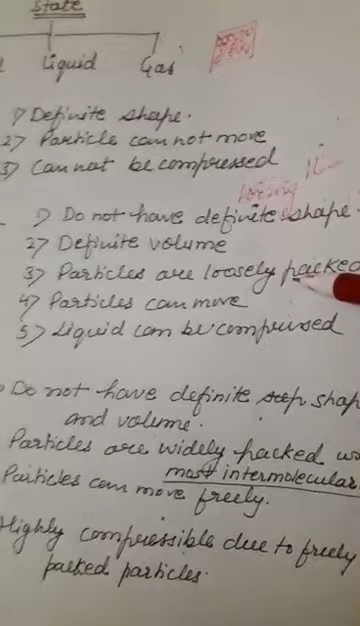 State
Liquid Gas
1) Definite shape.
2) Particle can not move
3) Cannot be compressed
1) Do not have definite shape.
2) Definite volume
3) Particles are loosely packed
4) Particles can move
5) Liquid can be compressed
Do not have definite shap
and volume.
Particles are widely packed
most intermolecular
Particles can move freely.
Highly compressible due to freely
packed particles.